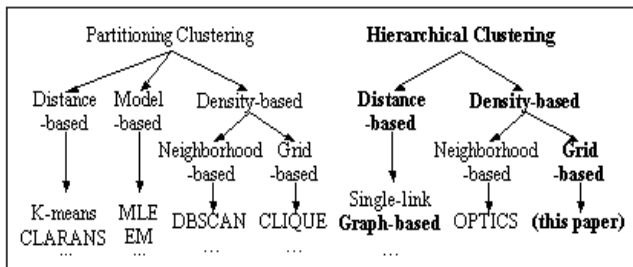 Partitioning Clustering
Hierarchical Clustering
Distance
-based
Model
-based
Density-based
Distance
-based
Density-based
Neighborhood
-based
Grid
-based
Neighborhood
-based
Grid
-based
K-means
CLARANS
...
MLE
EM
...
DBSCAN
...
CLIQUE
...
Single-link
Graph-based
...
OPTICS
(this paper)